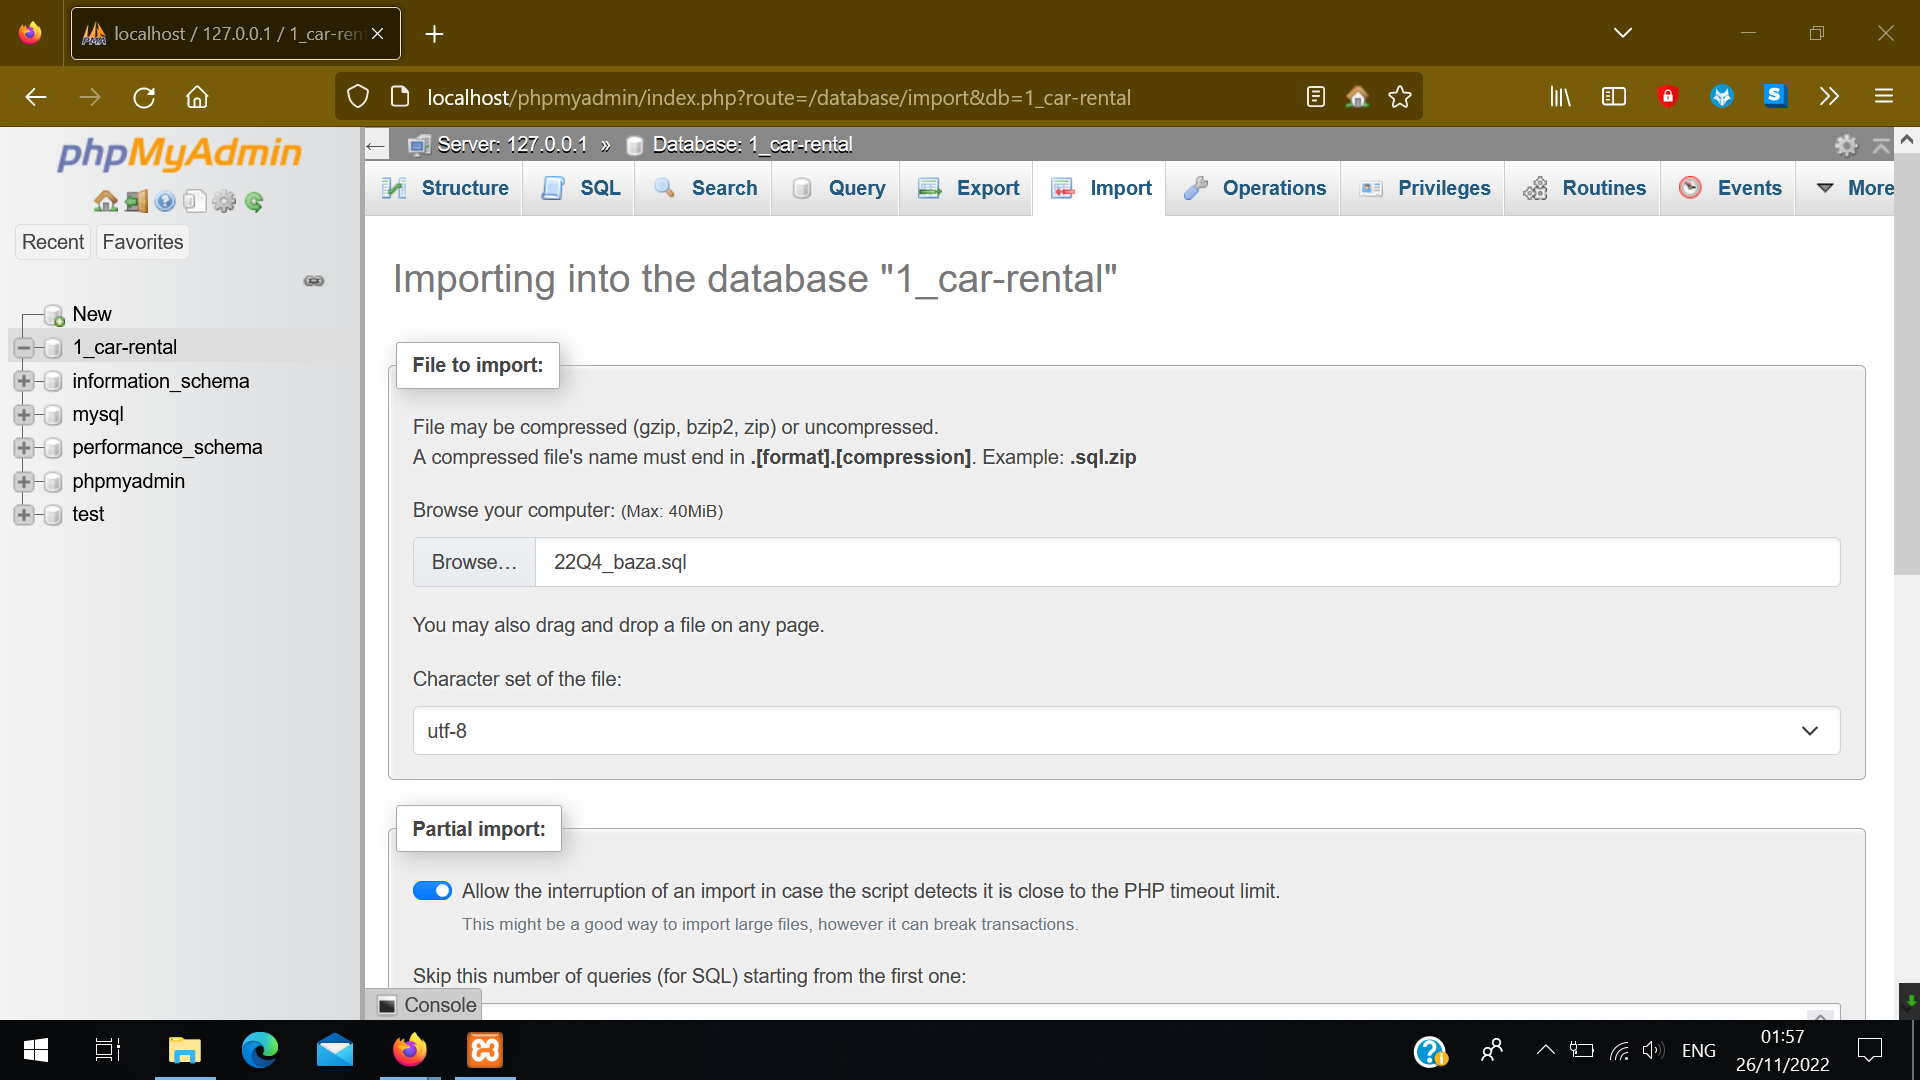 localhost / 127.0.0.1 / 1_car-ren
localhost/phpmyadmin/index.php?route=/database/import&db=1_car-rental
phpMyAdmin
Recent
Favorites
New
1_car-rental
information_schema
mysql
performance_schema
phpmyadmin
test
Server: 127.0.0.1 » Database: 1_car-rental
Structure
SQL
Search
Query
Export
Import
Operations
Privileges
Routines
Events
More
Importing into the database "1_car-rental"
File to import:
File may be compressed (gzip, bzip2, zip) or uncompressed.
A compressed file's name must end in .[format].[compression]. Example: .sql.zip
Browse your computer: (Max: 40MiB)
Browse…
22Q4_baza.sql
You may also drag and drop a file on any page.
Character set of the file:
utf-8
Partial import:
Allow the interruption of an import in case the script detects it is close to the PHP timeout limit.
This might be a good way to import large files, however it can break transactions.
Skip this number of queries (for SQL) starting from the first one:
Console
ENG
01:57
26/11/2022